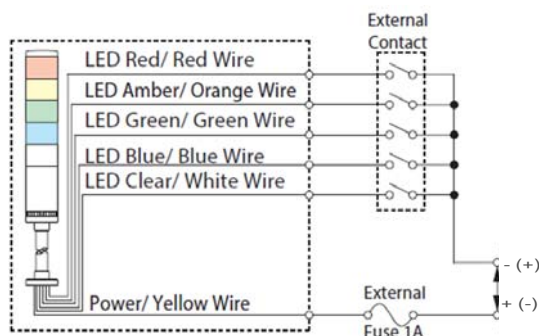 External
Contact
LED Red/ Red Wire
LED Amber/ Orange Wire
LED Green/ Green Wire
LED Blue/ Blue Wire
LED Clear/ White Wire
- (+)
+ (-)
Power/ Yellow Wire
External
Fuse 1A